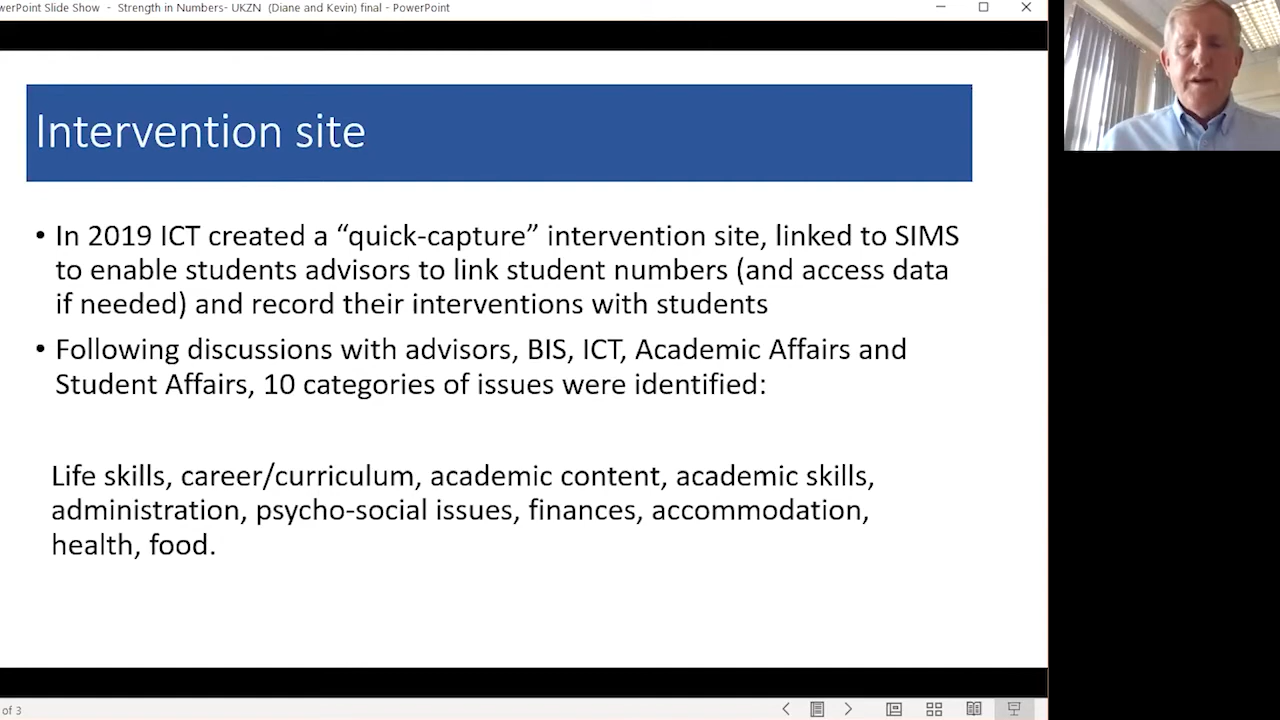 PowerPoint Slide Show - Strength in Numbers- UKZN (Diane and Kevin) final - PowerPoint
Intervention site
• In 2019 ICT created a “quick-capture” intervention site, linked to SIMS
to enable students advisors to link student numbers (and access data
if needed) and record their interventions with students
• Following discussions with advisors, BIS, ICT, Academic Affairs and
Student Affairs, 10 categories of issues were identified:
Life skills, career/curriculum, academic content, academic skills,
administration, psycho-social issues, finances, accommodation,
health, food.
of 3